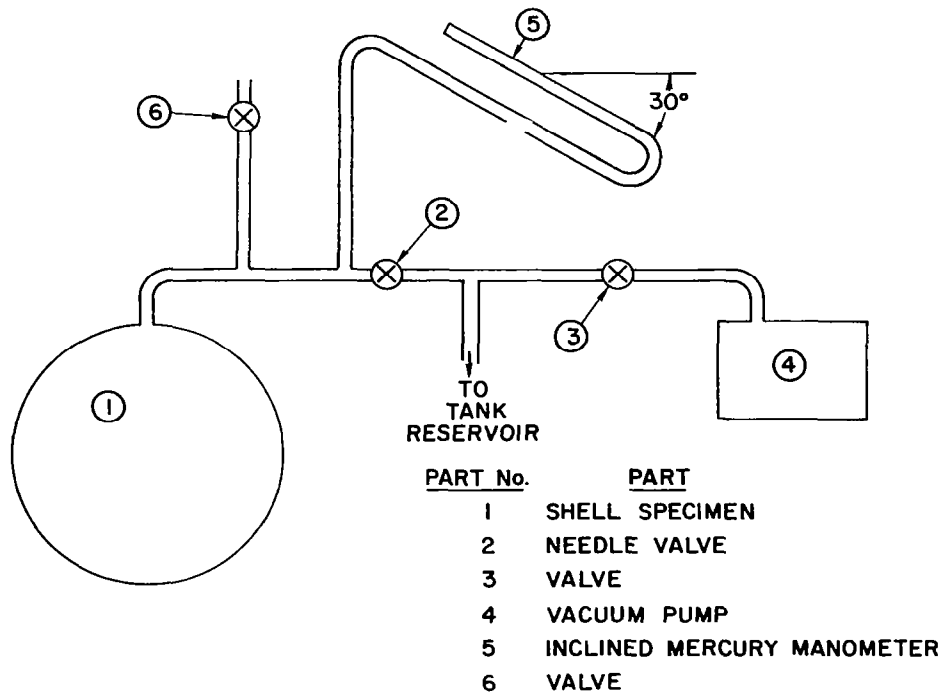 5
30°
6
2
3
4
1
TO
TANK
RESERVOIR
PART No. PART
1 SHELL SPECIMEN
2 NEEDLE VALVE
3 VALVE
4 VACUUM PUMP
5 INCLINED MERCURY MANOMETER
6 VALVE